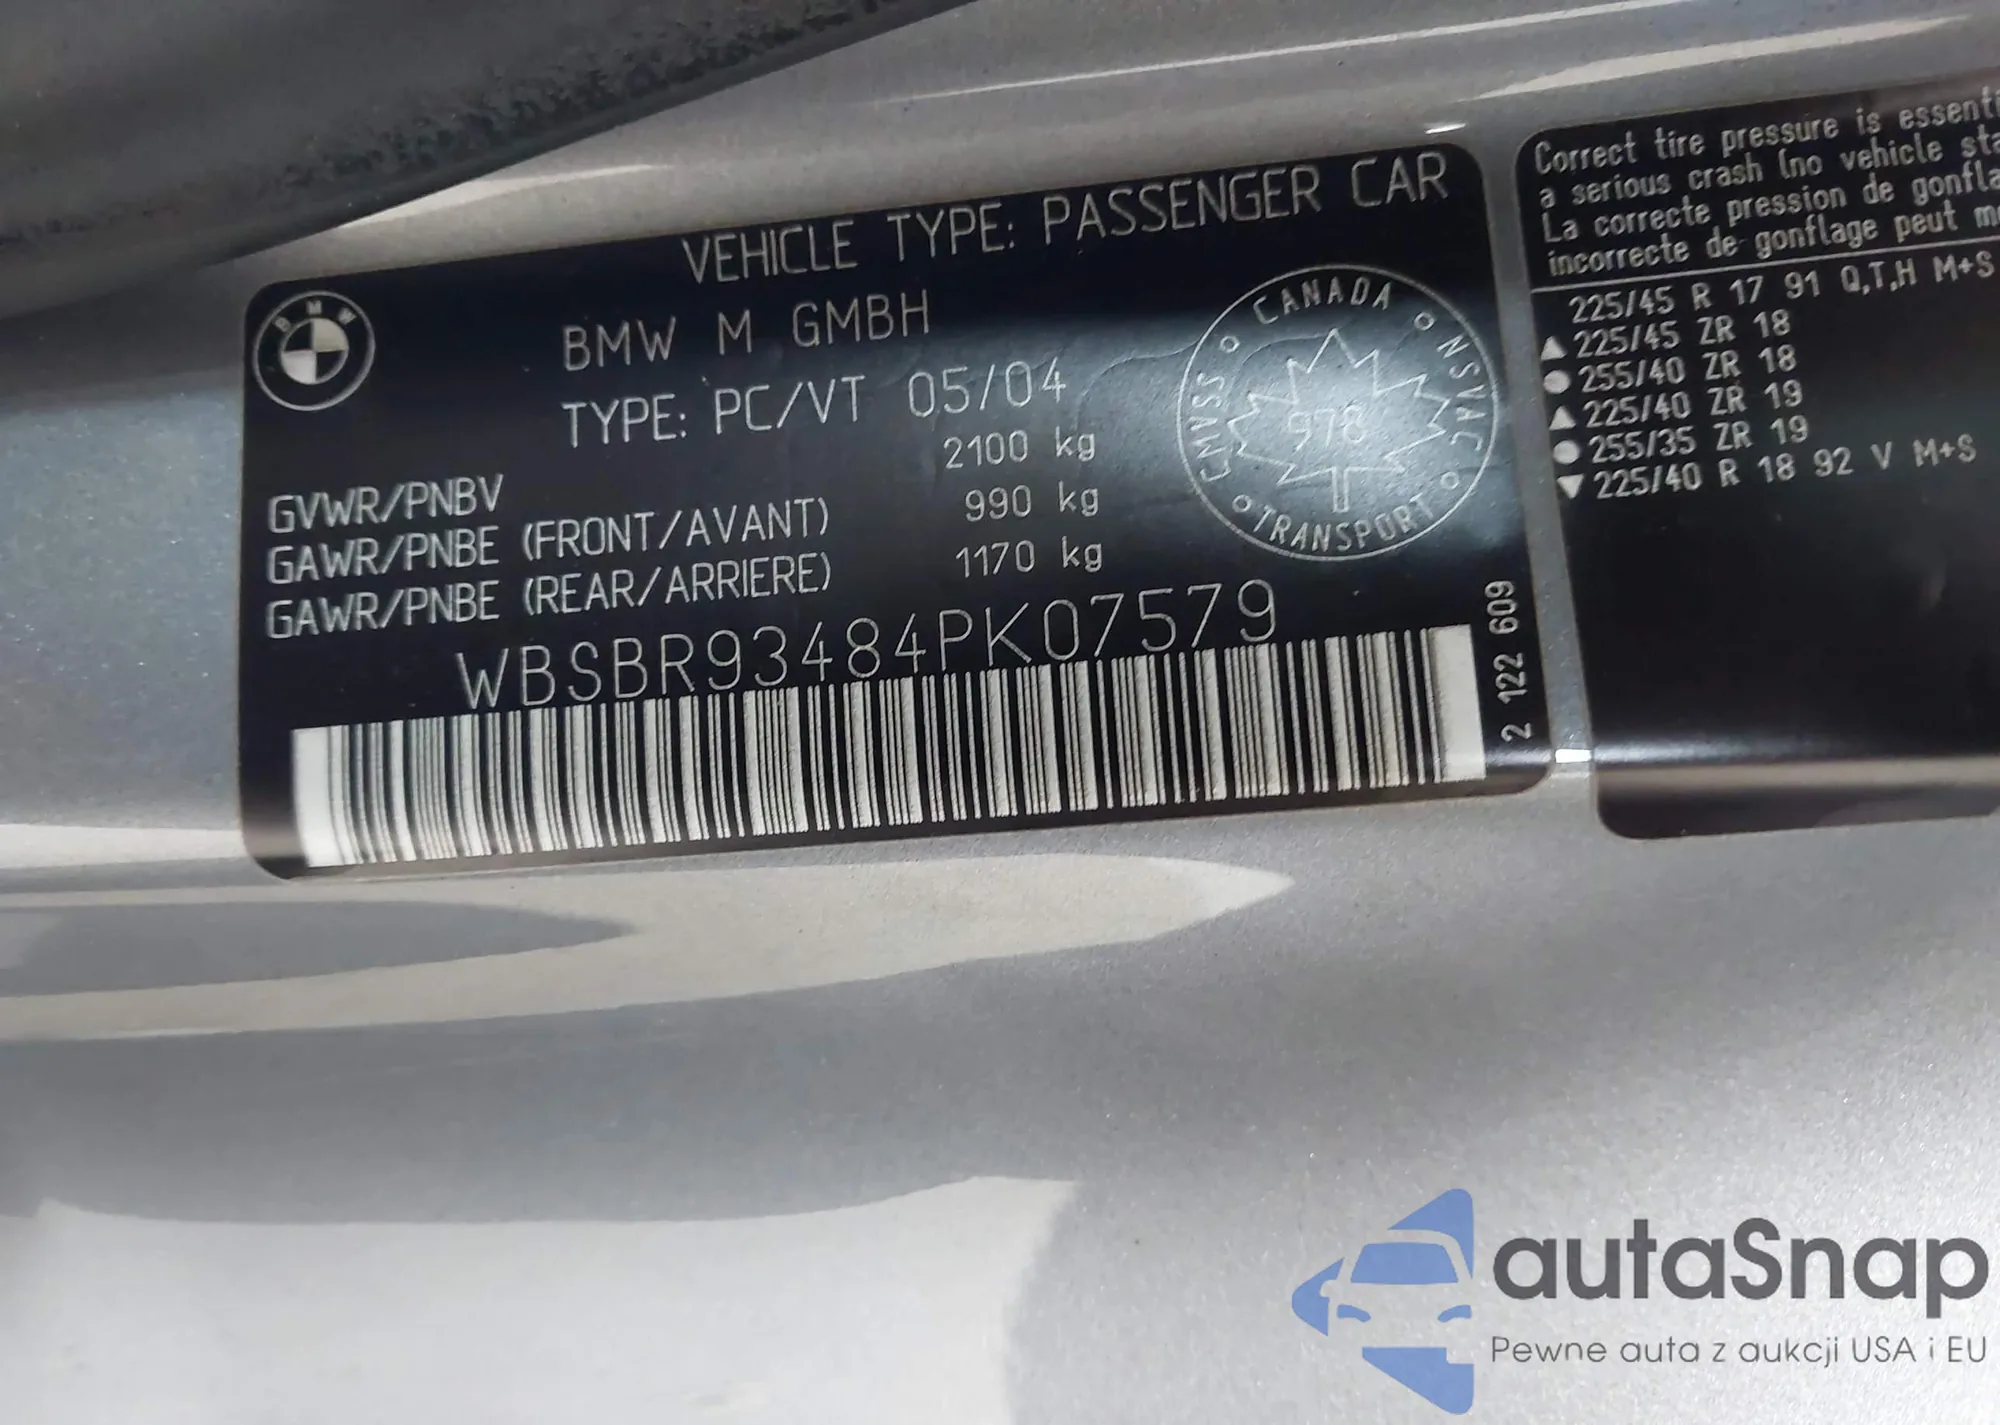 VEHICLE TYPE: PASSENGER CAR
BMW
BMW M GMBH
TYPE: PC/VT 05/04
GVWR/PNBV 2100 kg
GAWR/PNBE (FRONT/AVANT) 990 kg
GAWR/PNBE (REAR/ARRIERE) 1170 kg
WBSBR93484PK07579
CANADA
NSVAC
TRANSPORT
CMVSS
978
2 122 609
Correct tire pressure is
a serious crash (no vehicle
La correcte pression de
incorrecte de gonflage peut
225/45 R 17 91 Q,T,H M+S
▲ 225/45 ZR 18
● 255/40 ZR 18
▲ 225/40 ZR 19
● 255/35 ZR 19
▼ 225/40 R 18 92 V M+S
autaSnap
Pewne auta z aukcji USA i EU